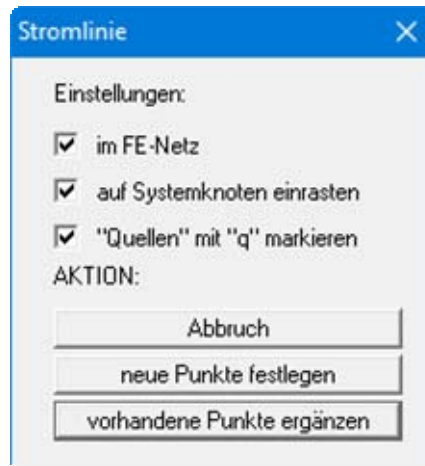 Stromlinie
Einstellungen:
im FE-Netz
auf Systemknoten einrasten
"Quellen" mit "q" markieren
AKTION:
Abbruch
neue Punkte festlegen
vorhandene Punkte ergänzen